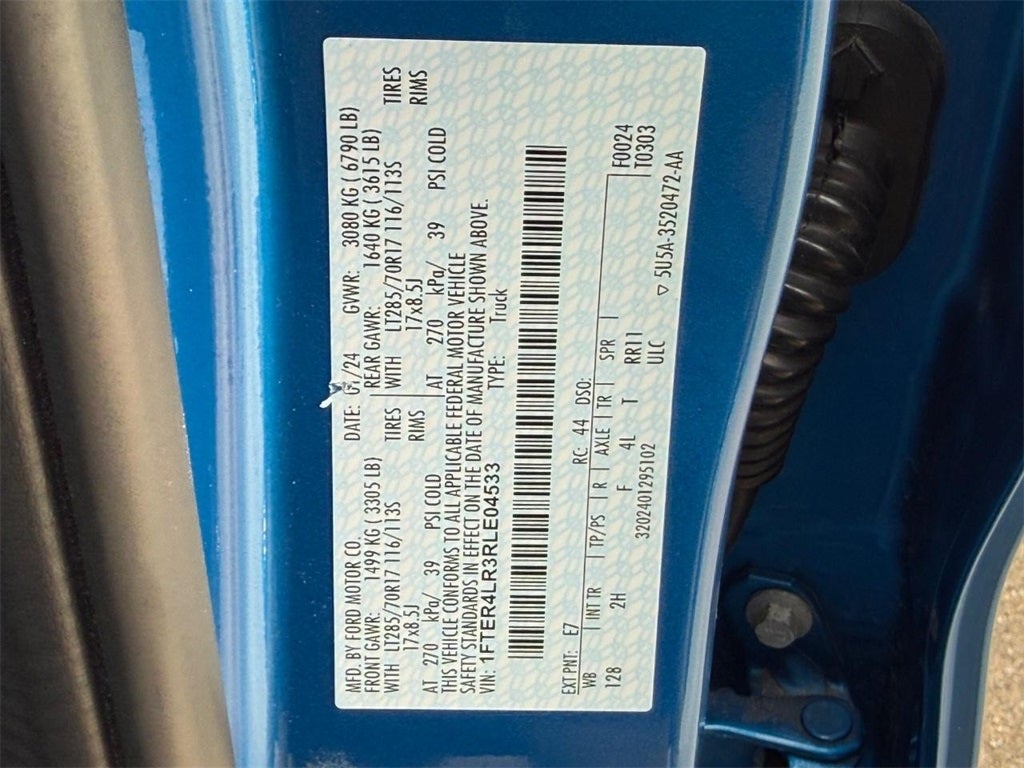 MFD. BY FORD MOTOR CO. DATE: 01/24 GVWR: 3080 KG ( 6790 LB)
FRONT GAWR: 1499 KG ( 3305 LB) REAR GAWR: 1640 KG ( 3615 LB)
WITH LT285/70R17 116/113S TIRES WITH LT285/70R17 116/113S TIRES
17x8.5J RIMS 17x8.5J RIMS
AT 270 kPa/ 39 PSI COLD AT 270 kPa/ 39 PSI COLD
THIS VEHICLE CONFORMS TO ALL APPLICABLE FEDERAL MOTOR VEHICLE
SAFETY STANDARDS IN EFFECT ON THE DATE OF MANUFACTURE SHOWN ABOVE.
VIN: 1FTER4LR3RLE04533 TYPE: Truck
EXT PNT: E7 RC: 44 DSO: F0024
WB INT TR TP/PS R AXLE TR SPR T0303
128 2H F 4L T RR11
ULC
3202401295102 ▽ 5U5A-3520472-AA